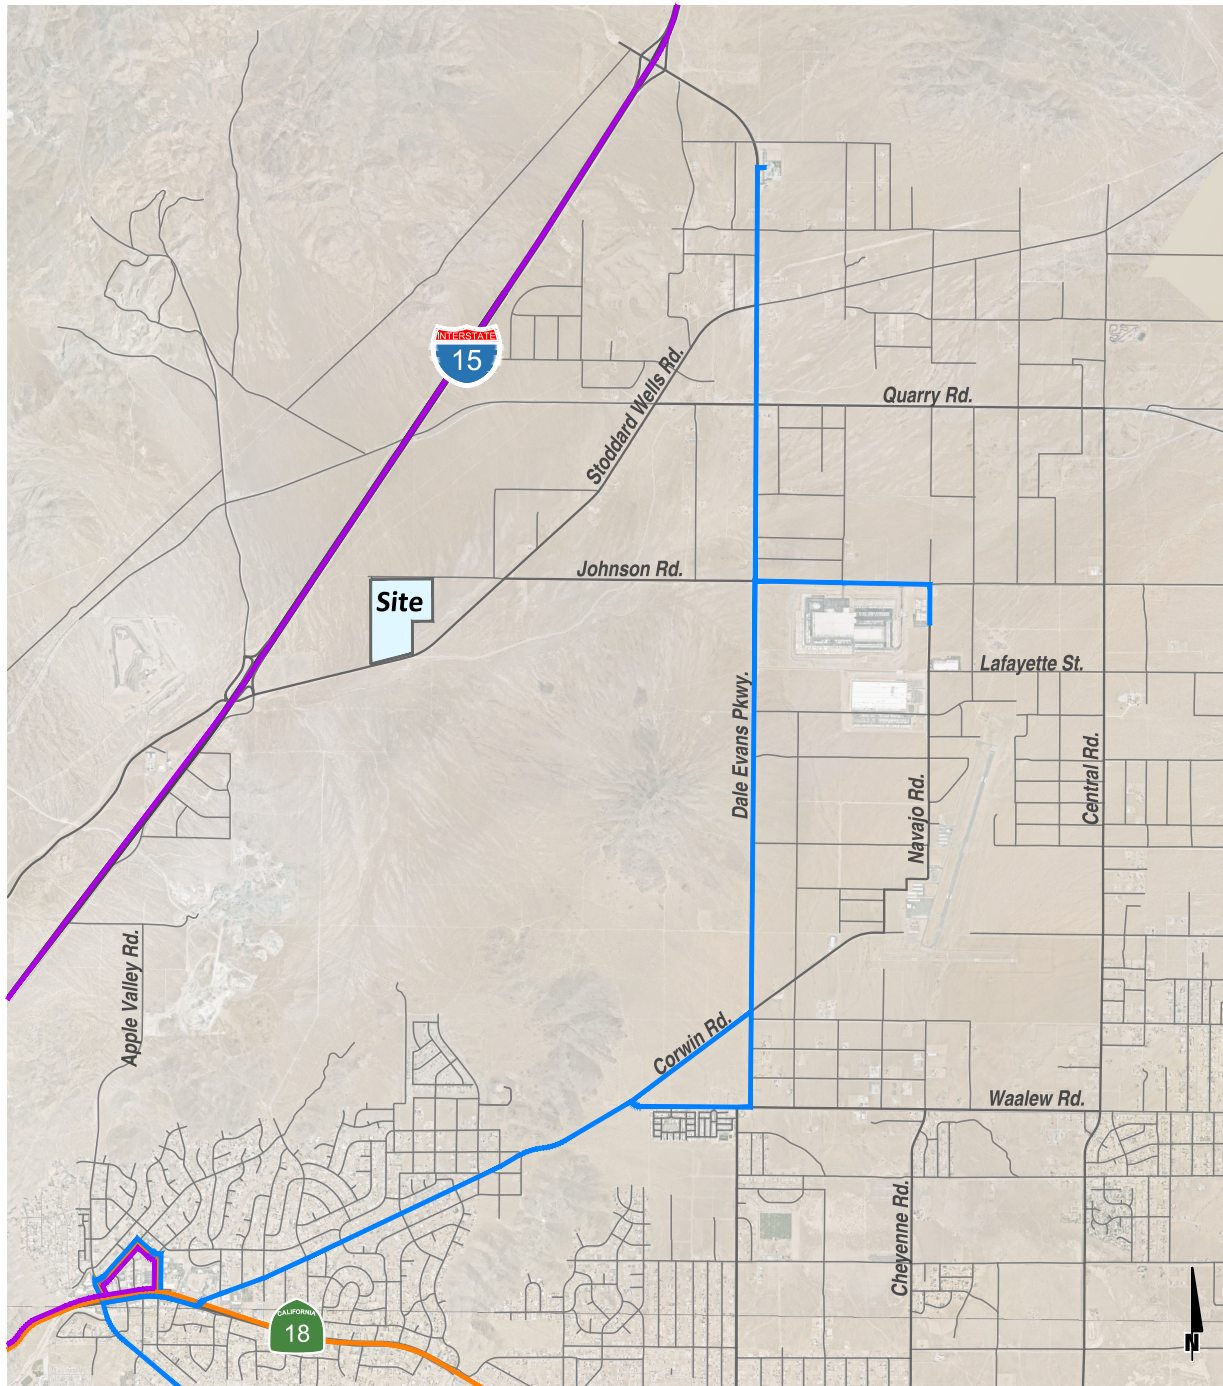 INTERSTATE
15
Stoddard Wells Rd.
Quarry Rd.
Johnson Rd.
Site
Lafayette St.
Dale Evans Pkwy.
Central Rd.
Navajo Rd.
Apple Valley Rd.
Corwin Rd.
Waalew Rd.
Cheyenne Rd.
CALIFORNIA
18
N